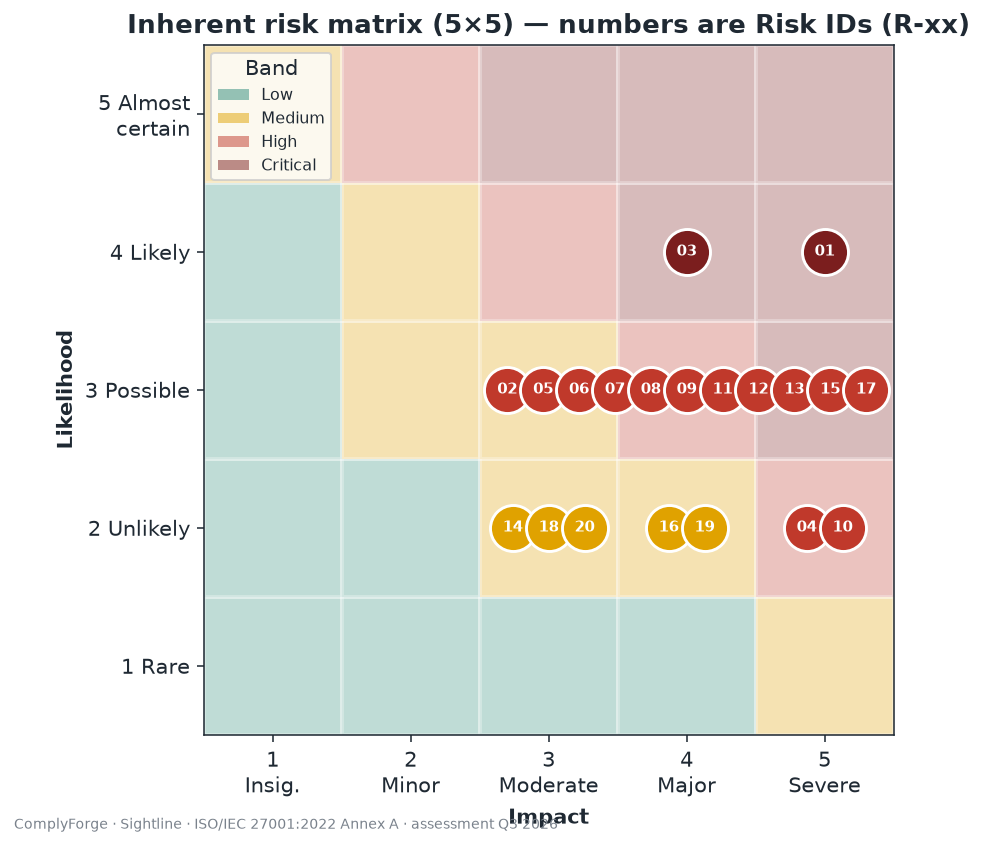 Inherent risk matrix (5×5) — numbers are Risk IDs (R-xx)
Band
Low
Medium
High
Critical
5 Almost
certain
4 Likely
03
01
Likelihood
3 Possible
02 05 06 07 08 09 11 12 13 15 17
2 Unlikely
14 18 20
16 19
04 10
1 Rare
1
Insig.
2
Minor
3
Moderate
4
Major
5
Severe
Impact
ComplyForge · Sightline · ISO/IEC 27001:2022 Annex A · assessment Q3 2026